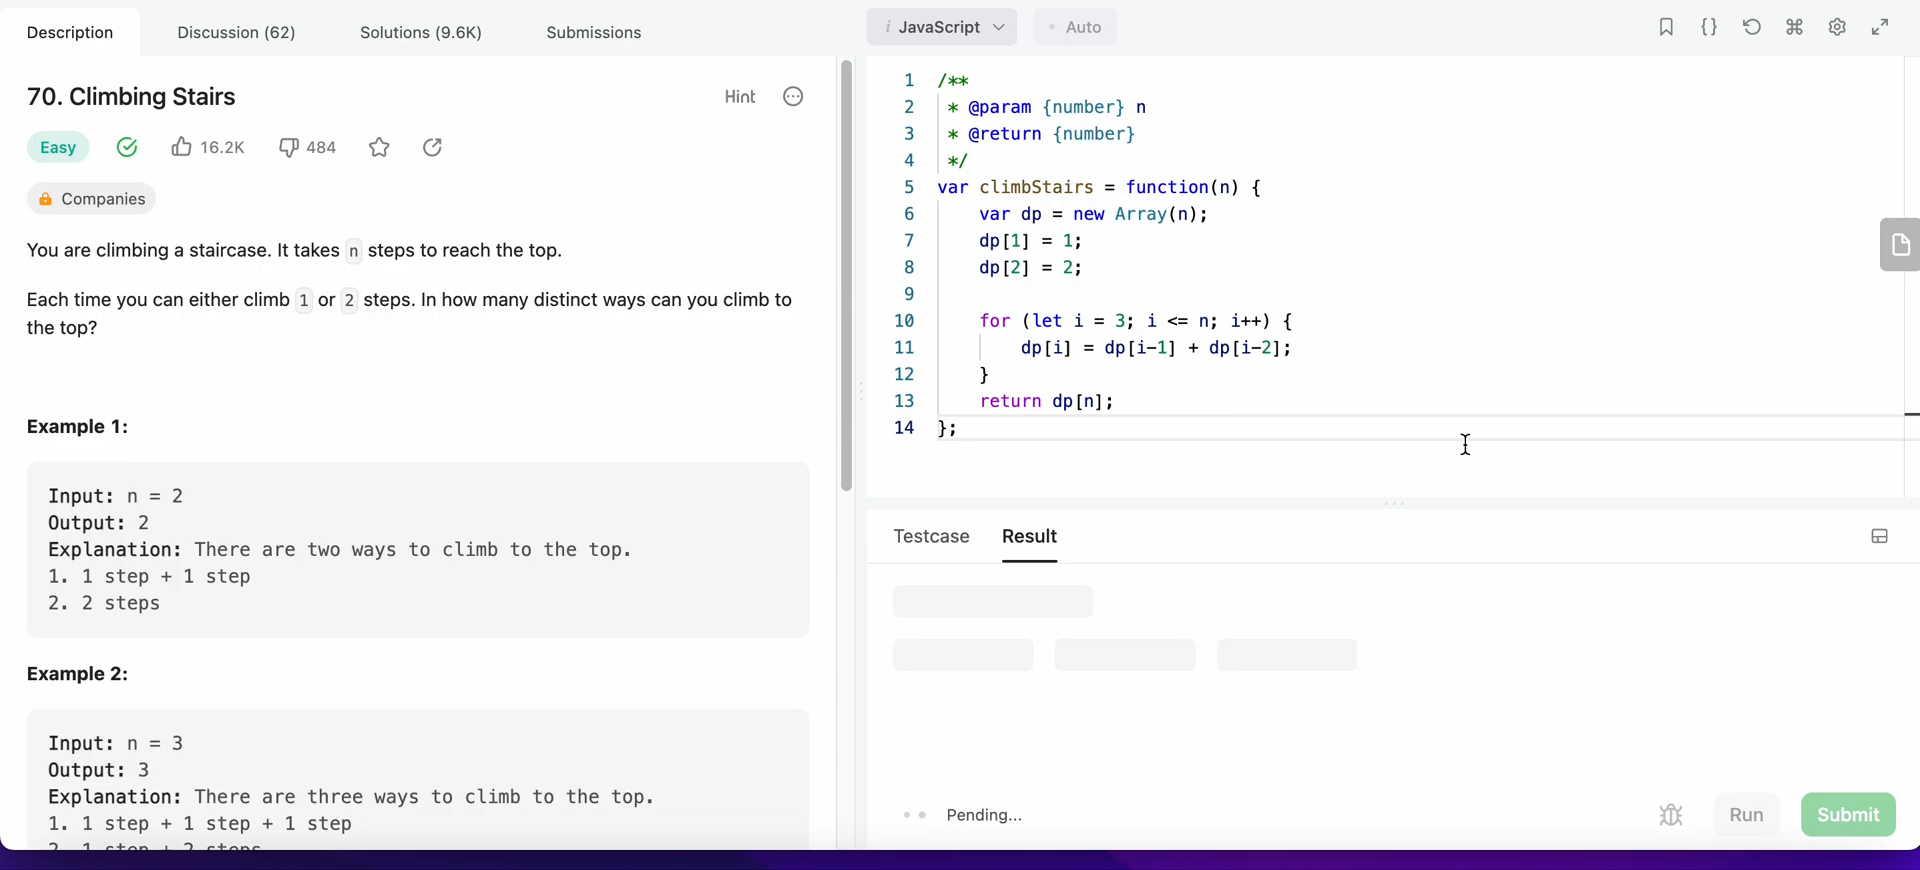 Description
Discussion (62)
Solutions (9.6K)
Submissions
70. Climbing Stairs
Hint
Easy
16.2K
484
Companies
You are climbing a staircase. It takes n steps to reach the top.
Each time you can either climb 1 or 2 steps. In how many distinct ways can you climb to
the top?
Example 1:
Input: n = 2
Output: 2
Explanation: There are two ways to climb to the top.
1. 1 step + 1 step
2. 2 steps
Example 2:
Input: n = 3
Output: 3
Explanation: There are three ways to climb to the top.
1. 1 step + 1 step + 1 step
2. 1 step + 2 steps
i JavaScript
Auto
1 /**
2 * @param {number} n
3 * @return {number}
4 */
5 var climbStairs = function(n) {
6 var dp = new Array(n);
7 dp[1] = 1;
8 dp[2] = 2;
9
10 for (let i = 3; i <= n; i++) {
11 dp[i] = dp[i-1] + dp[i-2];
12 }
13 return dp[n];
14 };
Testcase
Result
Pending...
Run
Submit